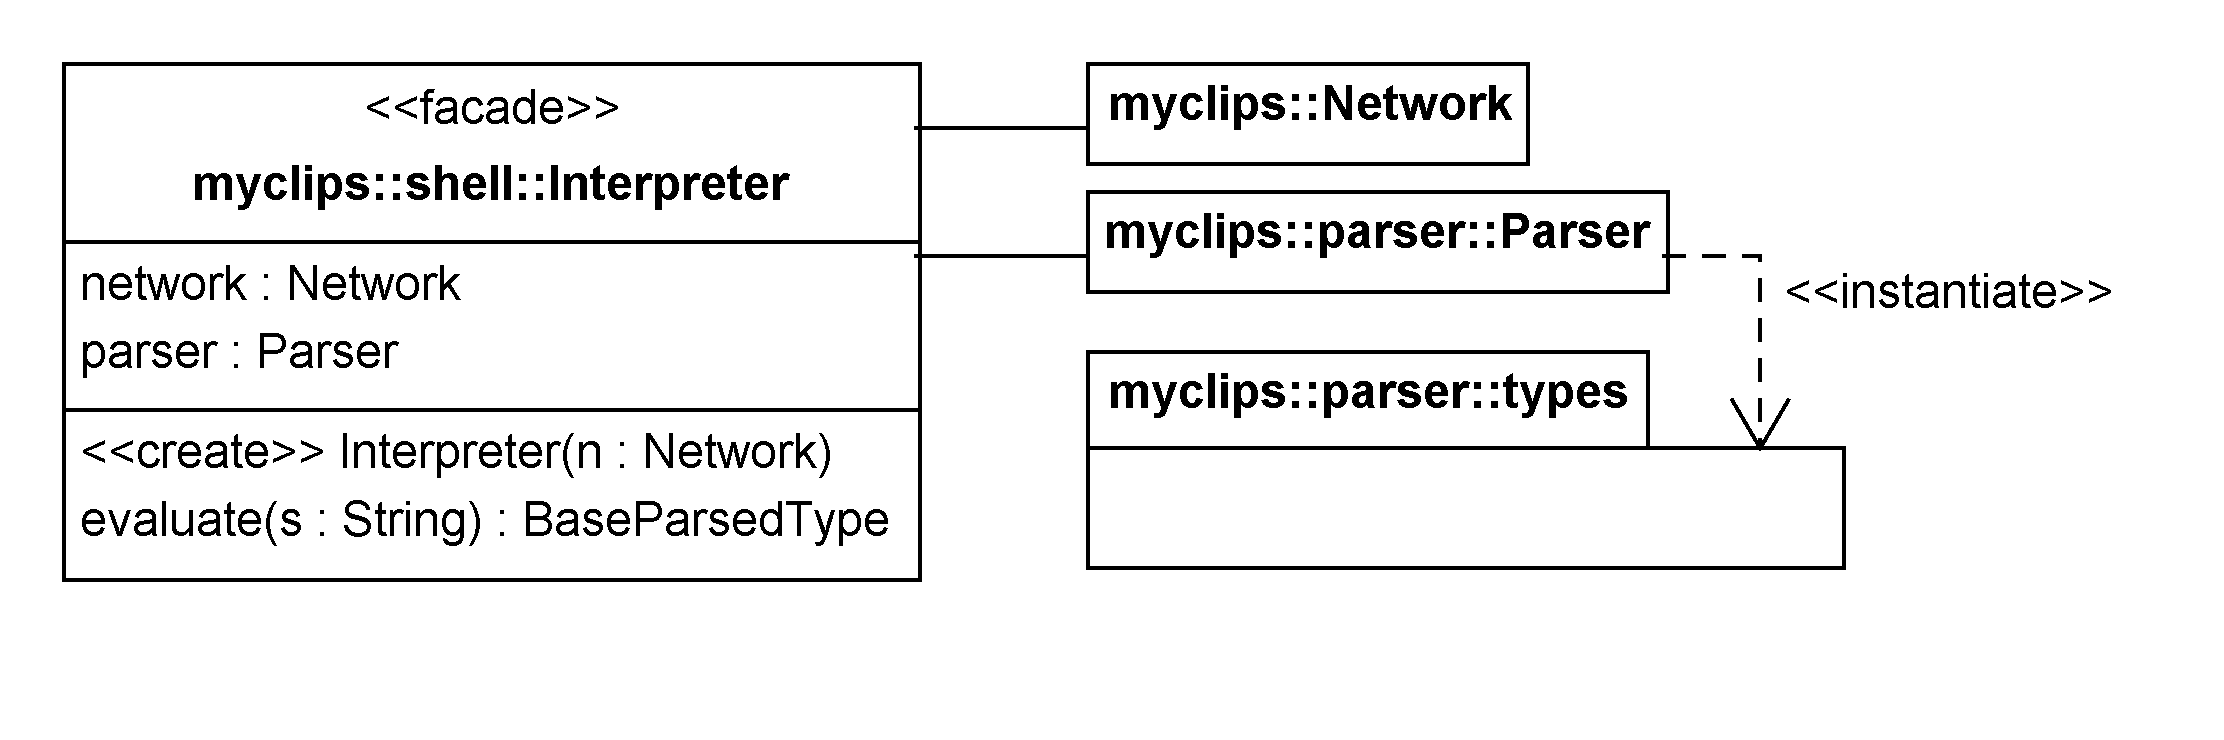 <<facade>>
myclips::shell::Interpreter
network : Network
parser : Parser
<<create>> Interpreter(n : Network)
evaluate(s : String) : BaseParsedType
myclips::Network
myclips::parser::Parser
<<instantiate>>
myclips::parser::types